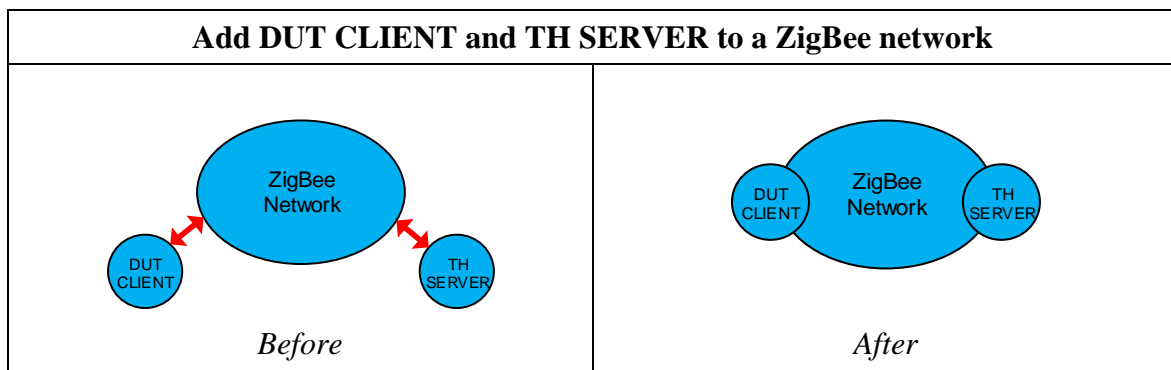 Add DUT CLIENT and TH SERVER to a ZigBee network
ZigBee
Network
DUT
CLIENT
TH
SERVER
Before
DUT
CLIENT
ZigBee
Network
TH
SERVER
After